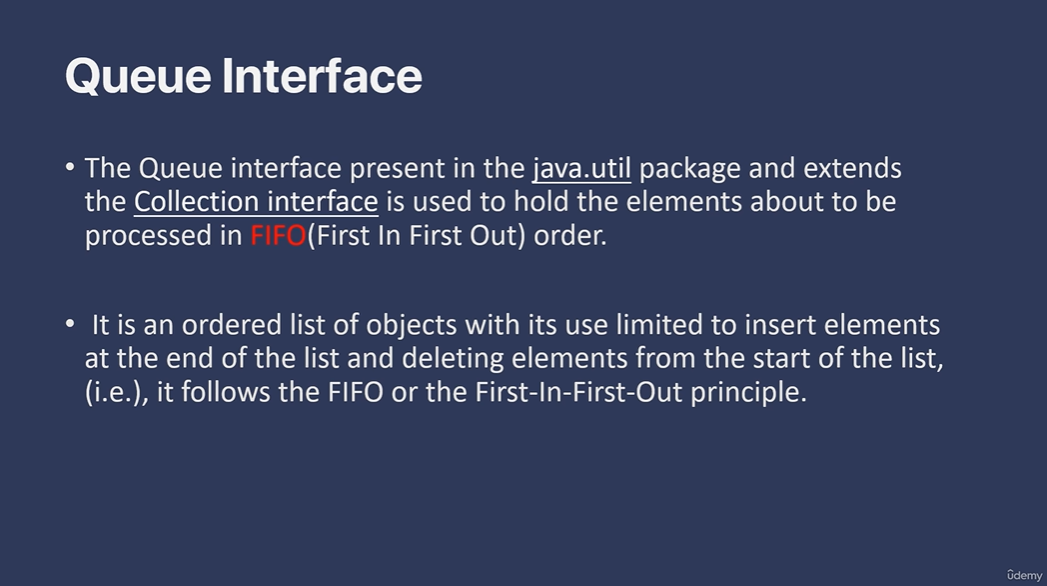 Queue Interface
• The Queue interface present in the java.util package and extends
the Collection interface is used to hold the elements about to be
processed in FIFO(First In First Out) order.
• It is an ordered list of objects with its use limited to insert elements
at the end of the list and deleting elements from the start of the list,
(i.e.), it follows the FIFO or the First-In-First-Out principle.
ûdemy